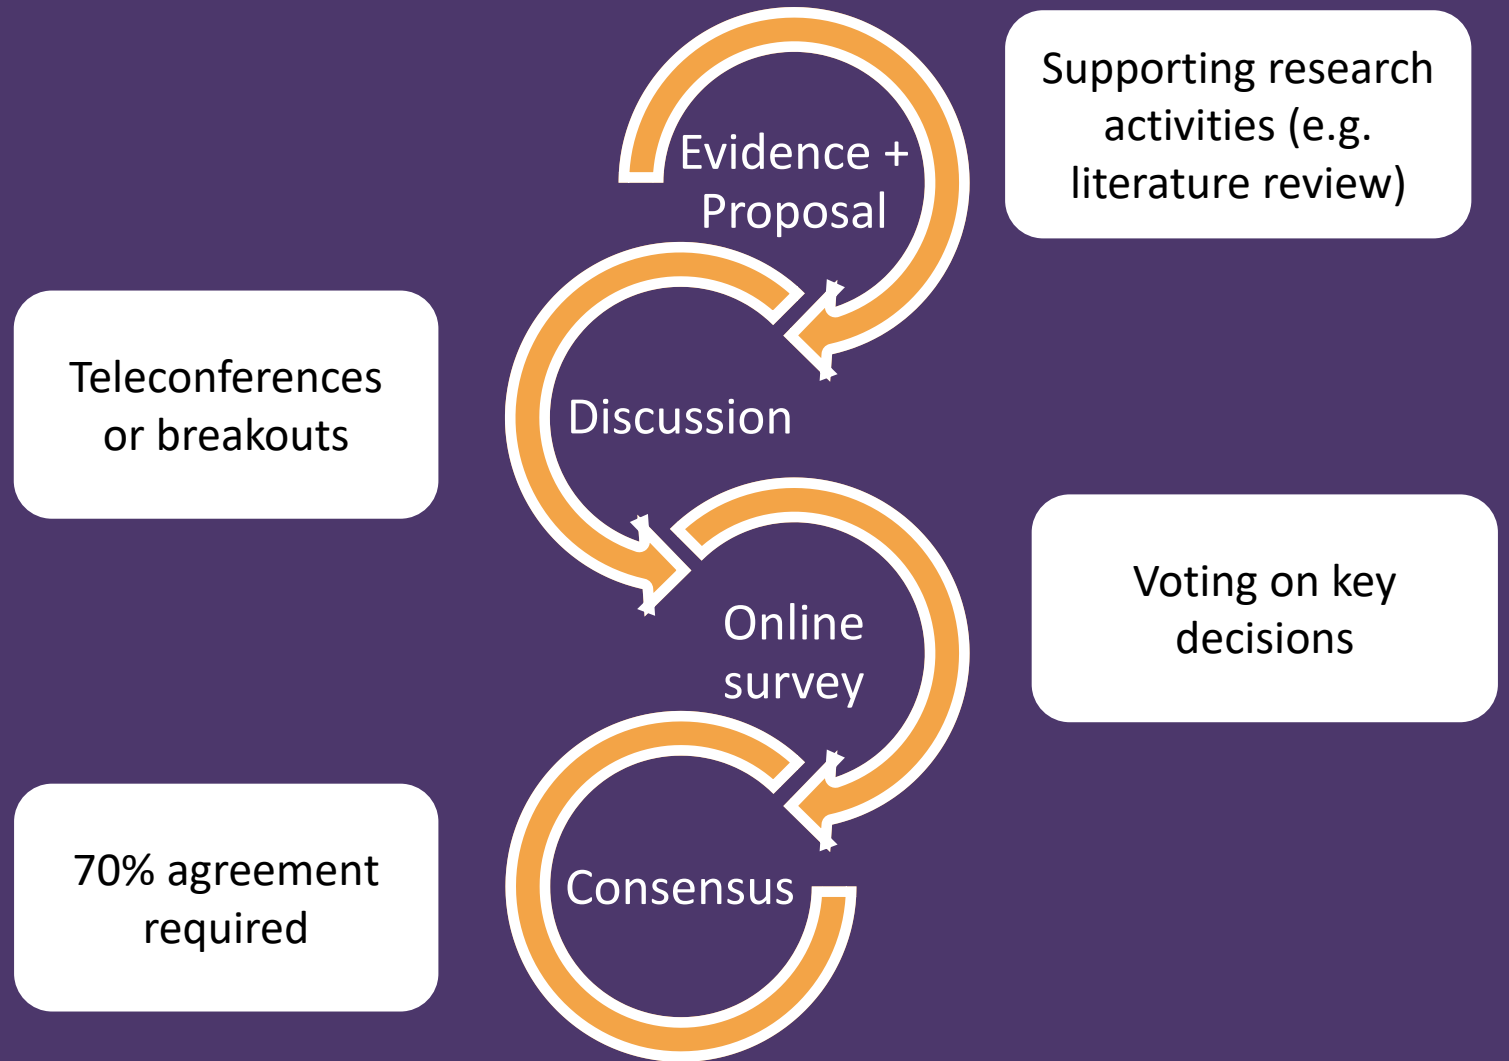 Evidence +
Proposal
Supporting research
activities (e.g.
literature review)
Teleconferences
or breakouts
Discussion
Online
survey
Voting on key
decisions
70% agreement
required
Consensus